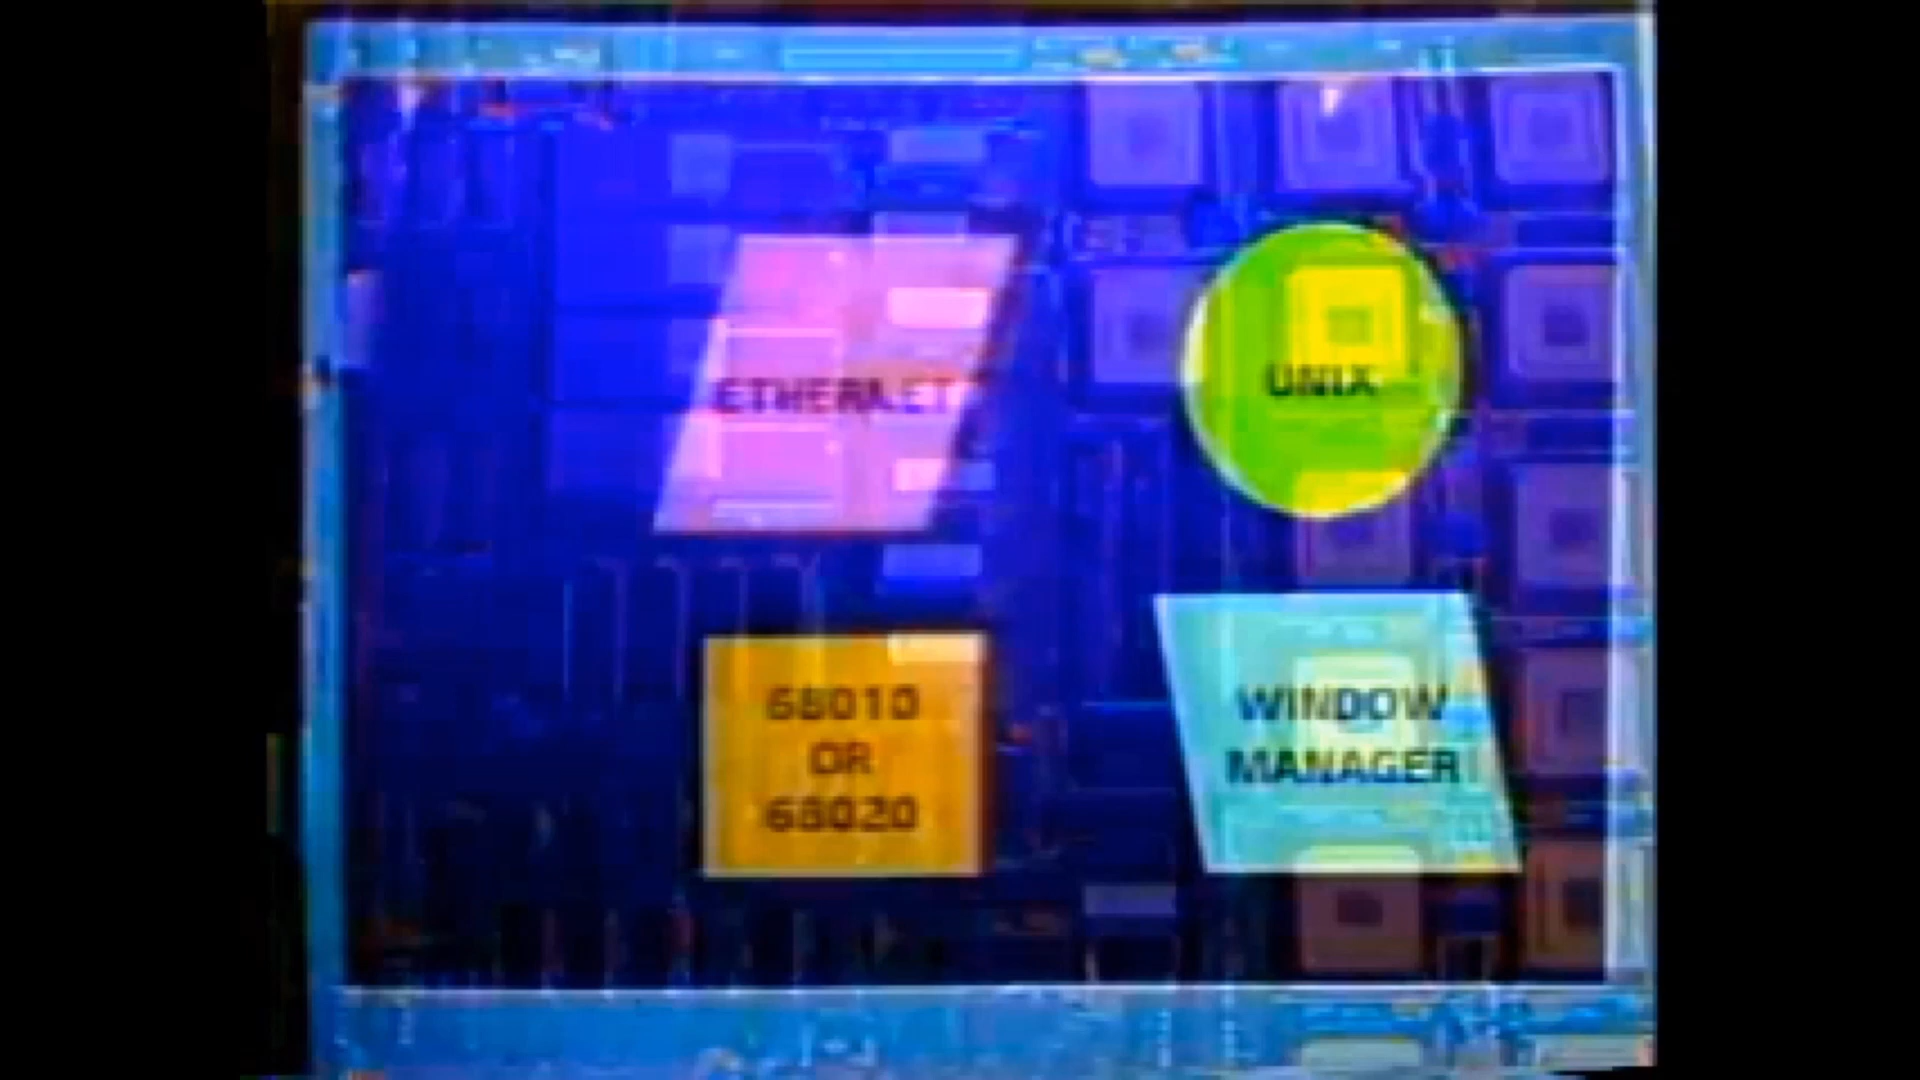 ETHERNET
UNIX
68010
OR
68020
WINDOW
MANAGER